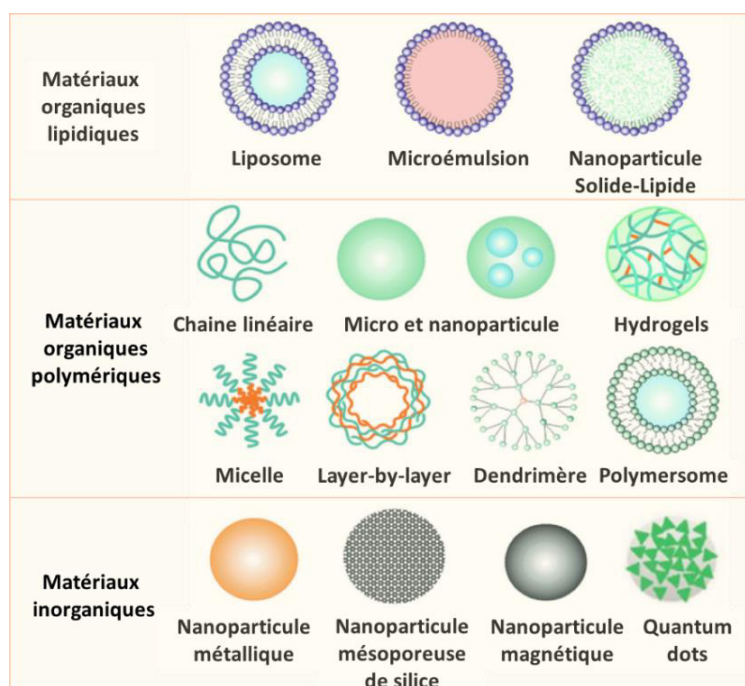 Matériaux
organiques
lipidiques
Liposome
Microémulsion
Nanoparticule
Solide-Lipide
Matériaux
organiques
polymériques
Chaine linéaire
Micro et nanoparticule
Hydrogels
Micelle
Layer-by-layer
Dendrimère
Polymersome
Matériaux
inorganiques
Nanoparticule
métallique
Nanoparticule
mésoporeuse
de silice
Nanoparticule
magnétique
Quantum
dots